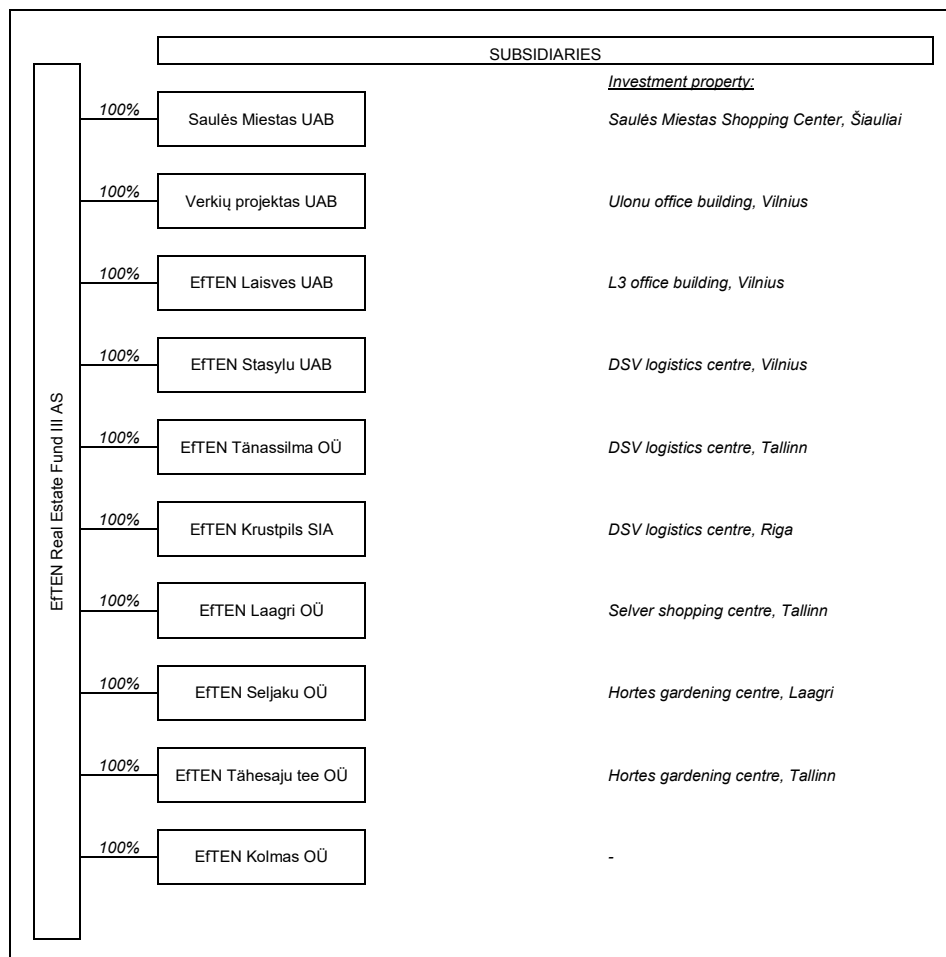 SUBSIDIARIES
Investment property:
EfTEN Real Estate Fund III AS
100%
Saulės Miestas UAB
Saulės Miestas Shopping Center, Šiauliai
100%
Verkių projektas UAB
Ulonu office building, Vilnius
100%
EfTEN Laisves UAB
L3 office building, Vilnius
100%
EfTEN Stasylu UAB
DSV logistics centre, Vilnius
100%
EfTEN Tänassilma OÜ
DSV logistics centre, Tallinn
100%
EfTEN Krustpils SIA
DSV logistics centre, Riga
100%
EfTEN Laagri OÜ
Selver shopping centre, Tallinn
100%
EfTEN Seljaku OÜ
Hortes gardening centre, Laagri
100%
EfTEN Tähesaju tee OÜ
Hortes gardening centre, Tallinn
100%
EfTEN Kolmas OÜ
-